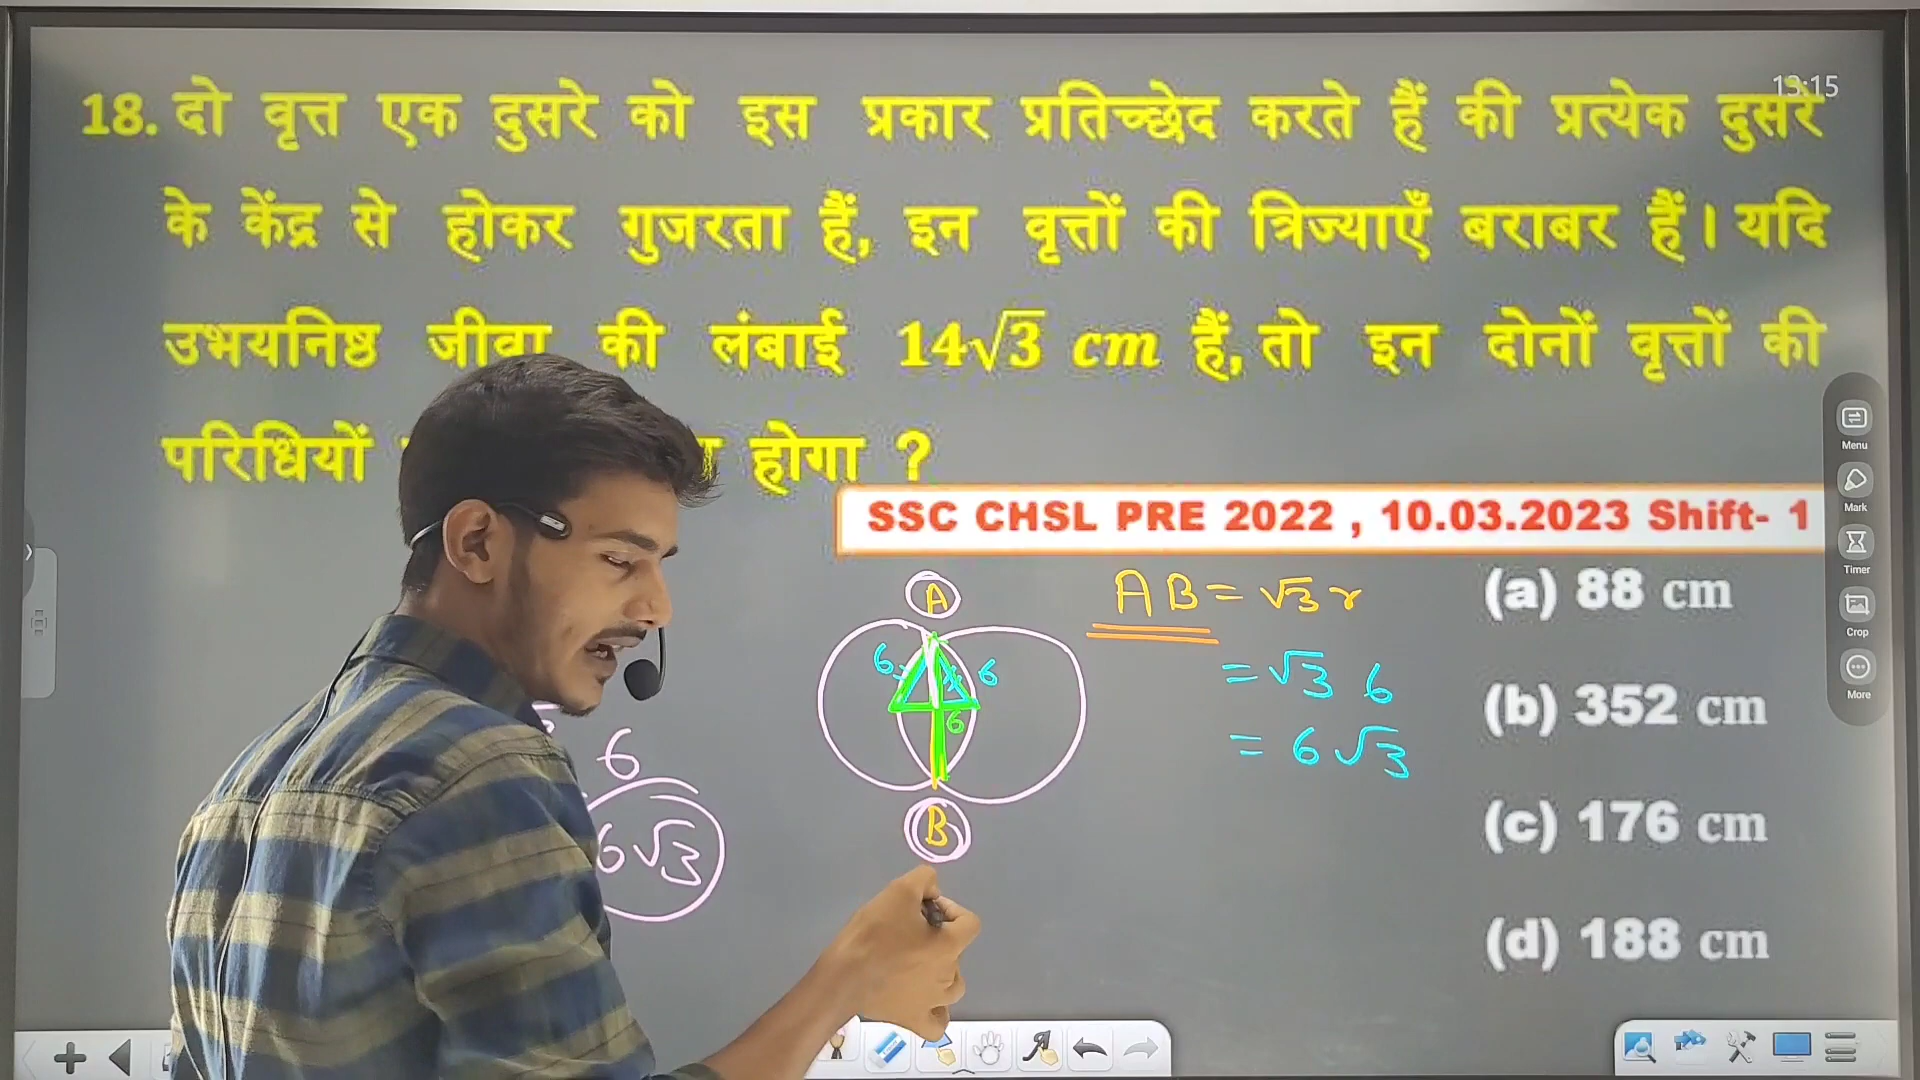 13:15
18. दो वृत्त एक दुसरे को इस प्रकार प्रतिच्छेद करते हैं की प्रत्येक दुसरे
के केंद्र से होकर गुजरता हैं, इन वृत्तों की त्रिज्याएँ बराबर हैं। यदि
उभयनिष्ठ जीवा की लंबाई 14√3 cm हैं, तो इन दोनों वृत्तों की
परिधियों होगा ?
SSC CHSL PRE 2022 , 10.03.2023 Shift- 1
A
AB = √3 r
(a) 88 cm
6 6
= √3 6
6
(b) 352 cm
6
= 6√3
B
(c) 176 cm
6√3
(d) 188 cm
Menu
Mark
Timer
Crop
More